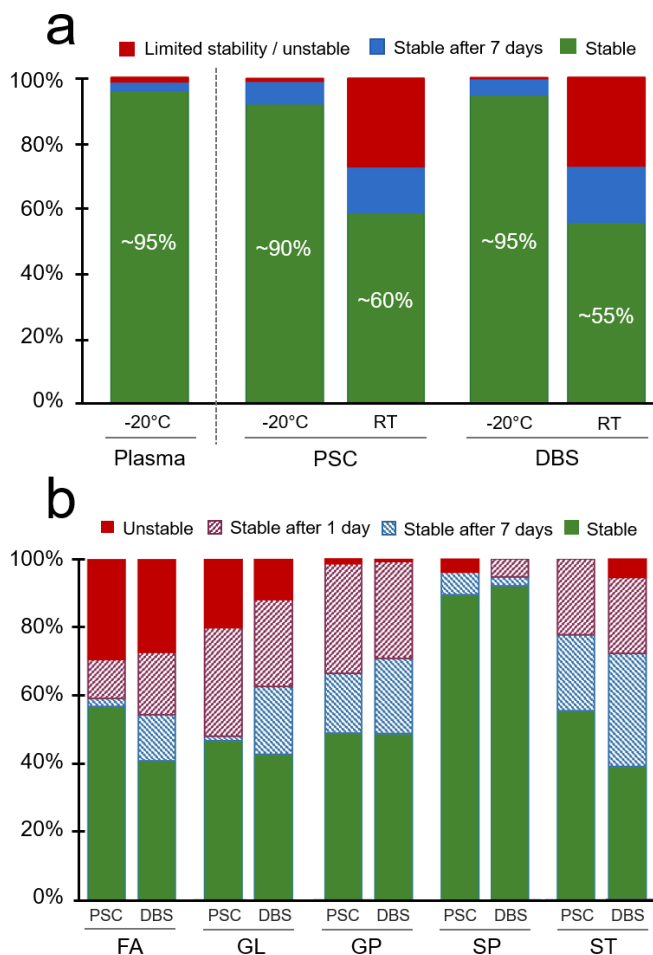 a
Limited stability / unstable Stable after 7 days Stable
100%
80%
60%
40%
20%
0%
~95% ~90% ~60% ~95% ~55%
-20°C -20°C RT -20°C RT
Plasma PSC DBS
b
Unstable Stable after 1 day Stable after 7 days Stable
100%
80%
60%
40%
20%
0%
PSC DBS PSC DBS PSC DBS PSC DBS PSC DBS
FA GL GP SP ST